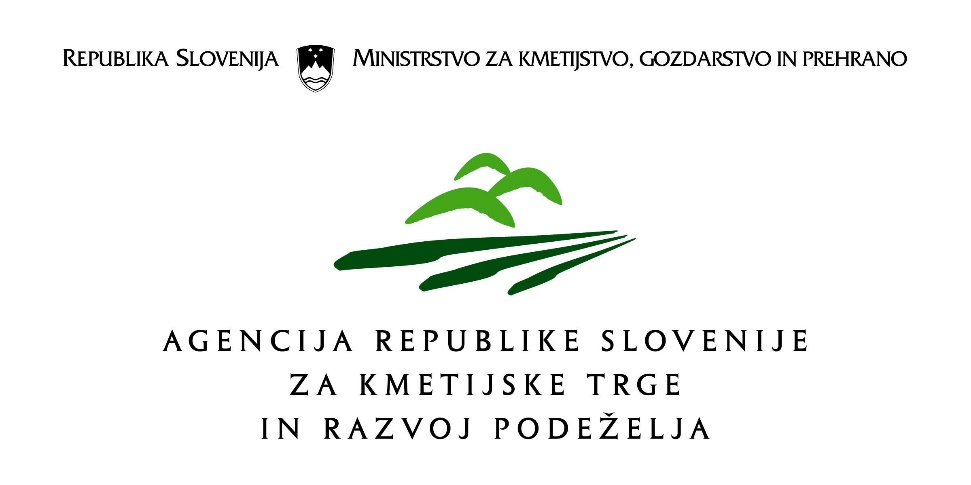 REPUBLIKA SLOVENIJA MINISTRSTVO ZA KMETIJSTVO, GOZDARSTVO IN PREHRANO
AGENCIJA REPUBLIKE SLOVENIJE
ZA KMETIJSKE TRGE
IN RAZVOJ PODEŽELJA